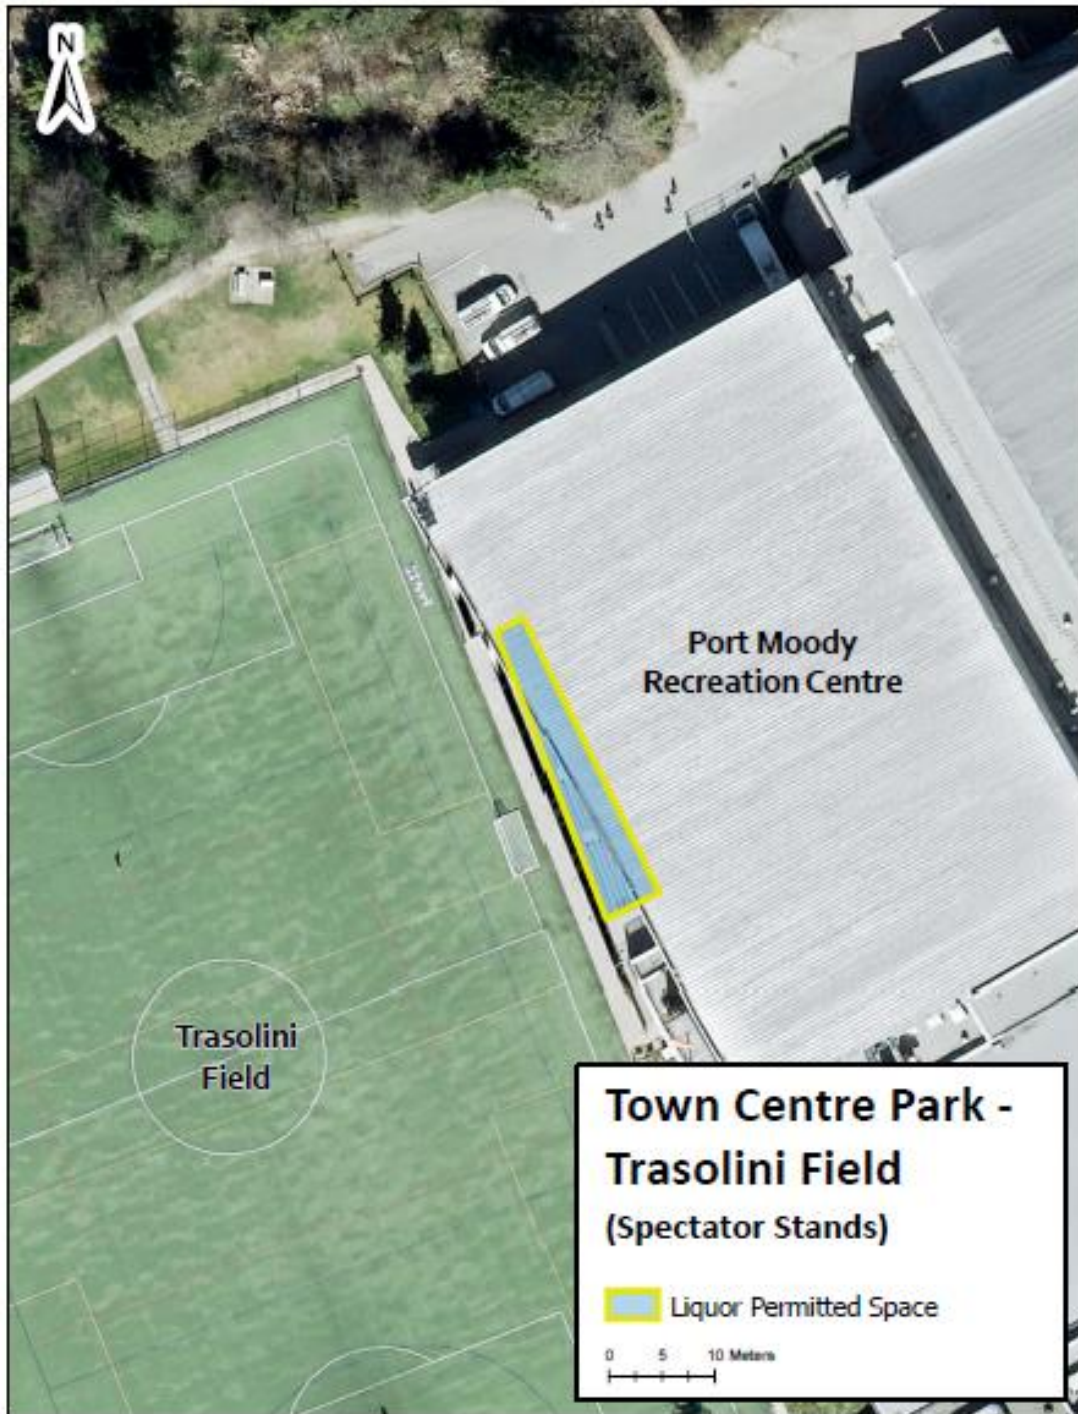 N
Port Moody
Recreation Centre
Trasolini
Field
Town Centre Park -
Trasolini Field
(Spectator Stands)
Liquor Permitted Space
0 5 10 Meters